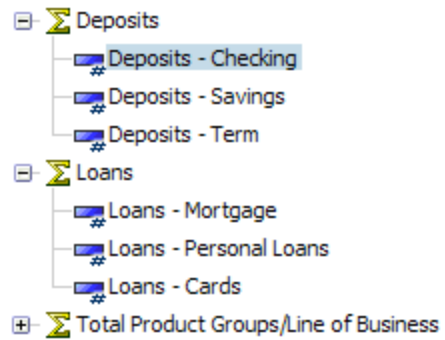 Deposits
Deposits - Checking
Deposits - Savings
Deposits - Term
Loans
Loans - Mortgage
Loans - Personal Loans
Loans - Cards
Total Product Groups/Line of Business